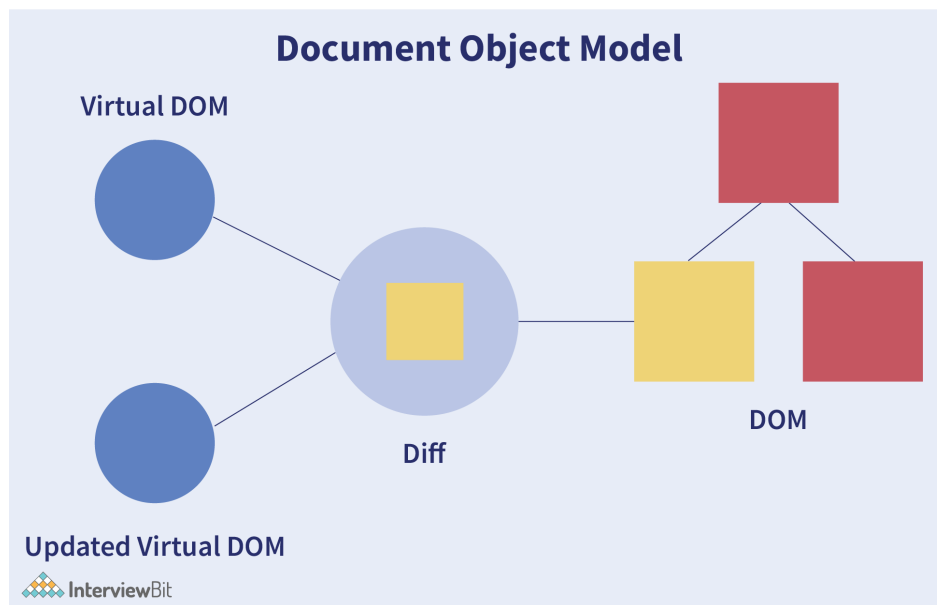 Document Object Model
Virtual DOM
Diff
DOM
Updated Virtual DOM
InterviewBit